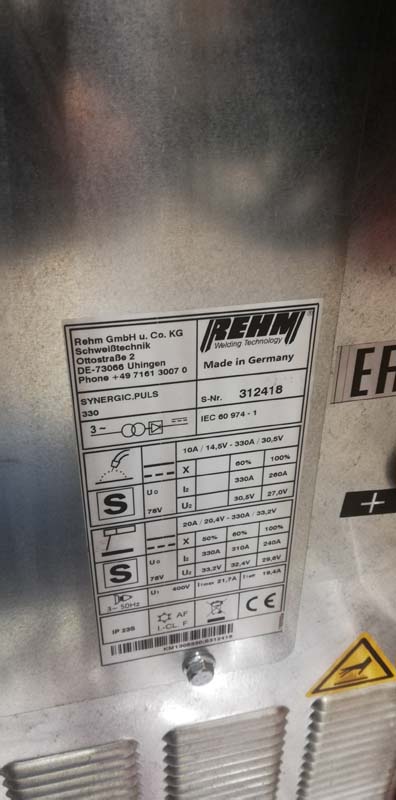 Rehm GmbH u. Co. KG
Schweißtechnik
Ottostraße 2
DE-73066 Uhingen
Phone +49 7161 3007 0
REHM®
Welding Technology
Made in Germany
SYNERGIC.PULS
330
S-Nr. 312418
3~
IEC 60 974 - 1
10A / 14,5V - 330A / 30,5V
X 60% 100%
S U0 I2 330A 260A
78V U2 30,5V 27,0V
20A / 20,4V - 330A / 33,2V
X 50% 60% 100%
S U0 I2 330A 310A 240A
78V U2 33,2V 32,4V 29,6V
3~ 50Hz U1 400V I1max 21,7A I1eff 15,4A
IP 23S
AF
I.-CL F
CE
+